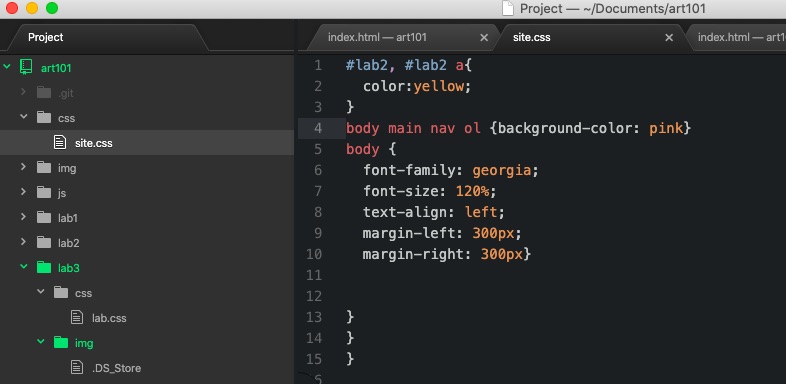 Project — ~/Documents/art101
Project
index.html — art101
site.css
index.html — art1
art101
.git
css
site.css
img
js
lab1
lab2
lab3
css
lab.css
img
.DS_Store
1 #lab2, #lab2 a{
2 color:yellow;
3 }
4 body main nav ol {background-color: pink}
5 body {
6 font-family: georgia;
7 font-size: 120%;
8 text-align: left;
9 margin-left: 300px;
10 margin-right: 300px}
11
12
13 }
14 }
15 }